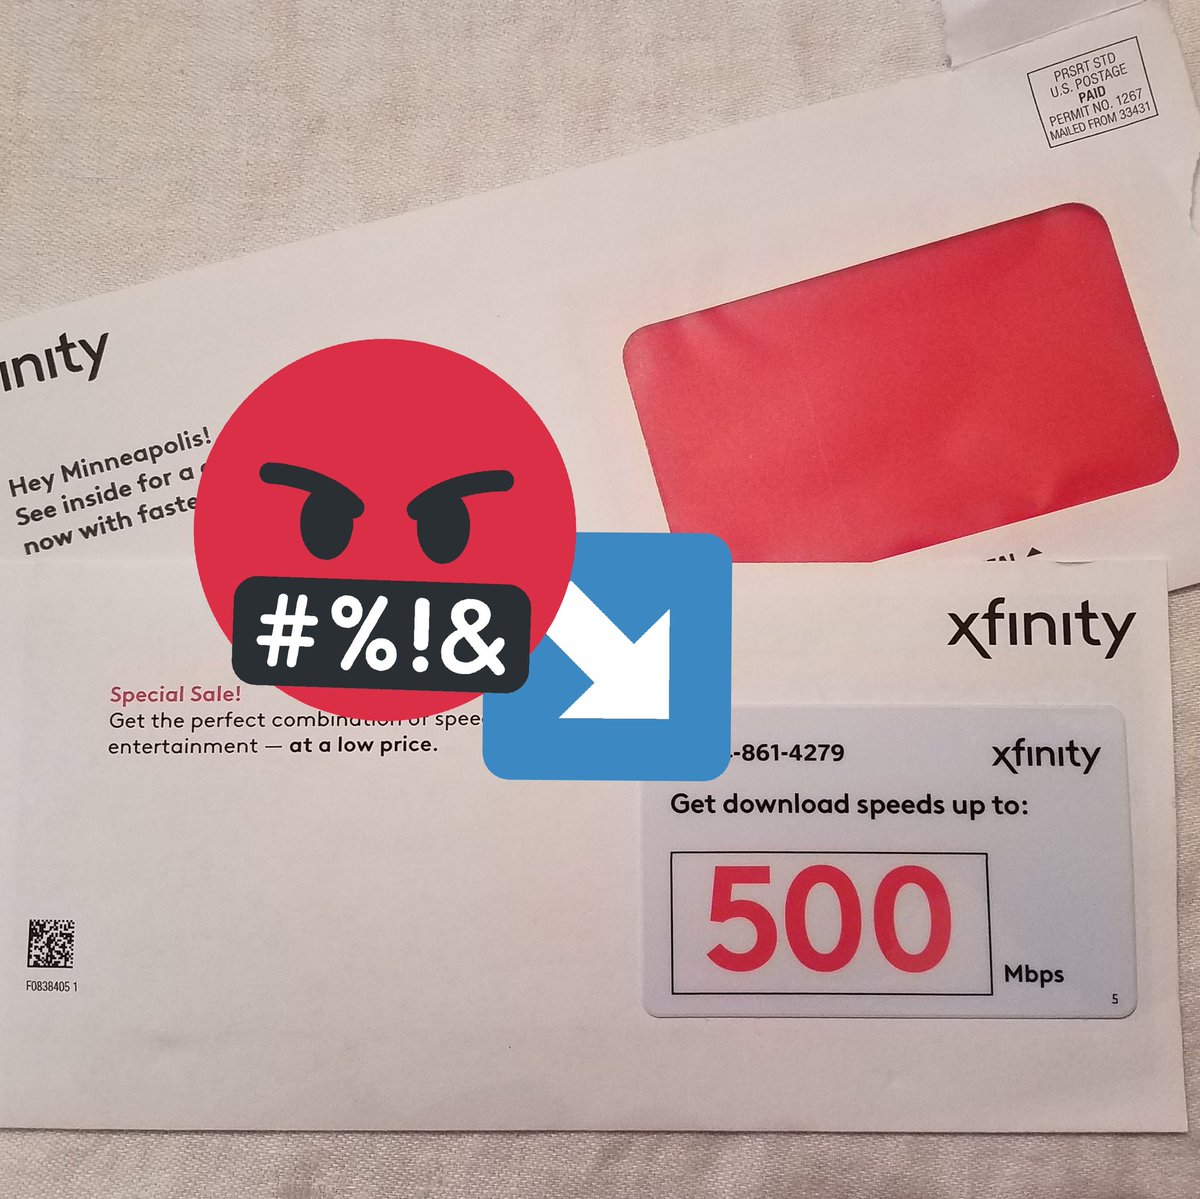 PRSRT STD
U.S. POSTAGE
PAID
PERMIT NO. 1267
MAILED FROM 33431
inity
Hey Minneapolis!
See inside for a
now with faste
#%!&
xfinity
Special Sale!
Get the perfect combination of spee
entertainment — at a low price.
-861-4279
xfinity
Get download speeds up to:
500
Mbps
5
F0838405 1